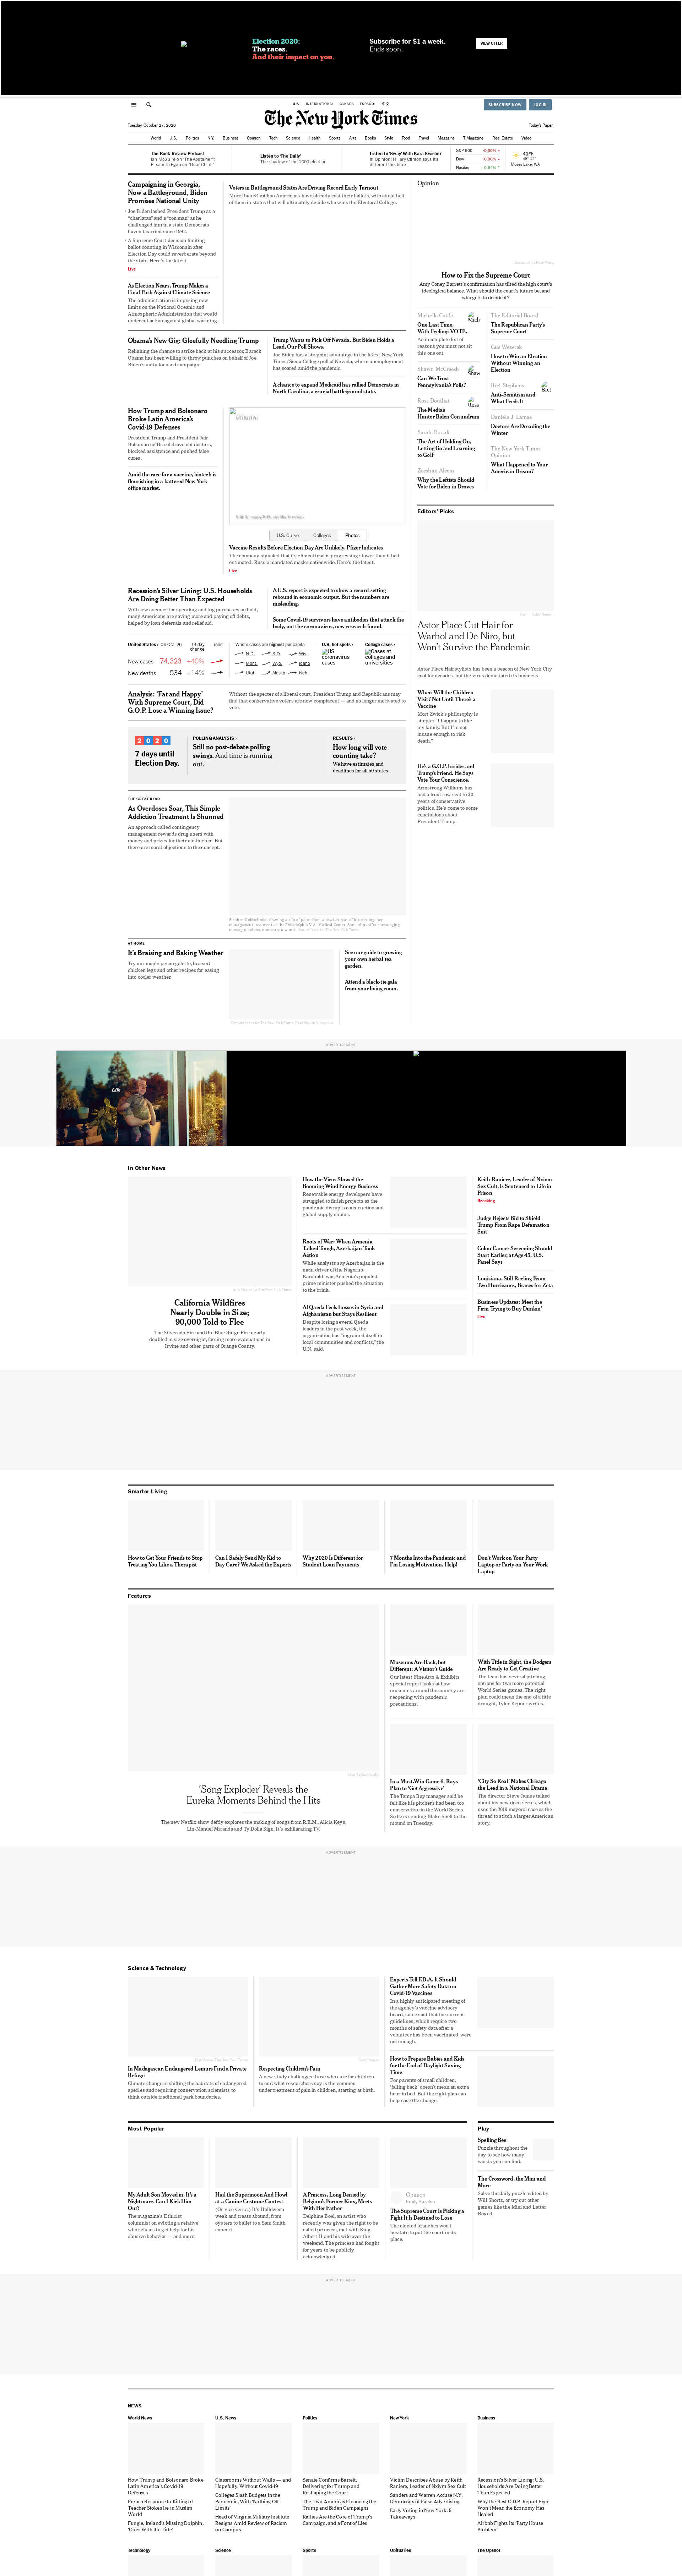 Election 2020:
The races.
And their impact on you.
Subscribe for $1 a week.
Ends soon.
VIEW OFFER
U.S. INTERNATIONAL CANADA ESPAÑOL 中文
SUBSCRIBE NOW
LOG IN
The New York Times
Tuesday, October 27, 2020
Today's Paper
World U.S. Politics N.Y. Business Opinion Tech Science Health Sports Arts Books Style Food Travel Magazine T Magazine Real Estate Video
The Book Review Podcast
Ian McGuire on "The Abstainer",
Elisabeth Egan on "Dear Child."
Listen to 'The Daily'
The shadow of the 2000 election.
Listen to 'Sway' With Kara Swisher
In Opinion: Hillary Clinton says it's
different this time.
S&P 500 -0.30%
Dow -0.80%
Nasdaq +0.64%
62°F
Moses Lake, WA
Campaigning in Georgia,
Now a Battleground, Biden
Promises National Unity
Joe Biden lashed President Trump as a
"charlatan" and a "con man" as he
challenged him in a state Democrats
haven't carried since 1992.
A Supreme Court decision limiting
ballot counting in Wisconsin after
Election Day could reverberate beyond
the state. Here's the latest.
Live
As Election Nears, Trump Makes a
Final Push Against Climate Science
The administration is imposing new
limits on the National Oceanic and
Atmospheric Administration that would
undercut action against global warming.
Voters in Battleground States Are Driving Record Early Turnout
More than 64 million Americans have already cast their ballots, with about half
of them in states that will ultimately decide who wins the Electoral College.
Obama's New Gig: Gleefully Needling Trump
Relishing the chance to strike back at his successor, Barack
Obama has been willing to throw punches on behalf of Joe
Biden's unity-focused campaign.
Trump Wants to Pick Off Nevada. But Biden Holds a
Lead, Our Poll Shows.
Joe Biden has a six-point advantage in the latest New York
Times/Siena College poll of Nevada, where unemployment
has soared amid the pandemic.
A chance to expand Medicaid has rallied Democrats in
North Carolina, a crucial battleground state.
How Trump and Bolsonaro
Broke Latin America's
Covid-19 Defenses
President Trump and President Jair
Bolsonaro of Brazil drove out doctors,
blocked assistance and pushed false
cures.
Amid the race for a vaccine, biotech is
flourishing in a battered New York
office market.
U.S. Curve
Colleges
Photos
Vaccine Results Before Election Day Are Unlikely, Pfizer Indicates
The company signaled that its clinical trial is progressing slower than it had
estimated. Russia mandated masks nationwide. Here's the latest.
Live
Recession's Silver Lining: U.S. Households
Are Doing Better Than Expected
With few avenues for spending and big purchases on hold,
many Americans are saving more and paying off debts,
helped by loan deferrals and relief aid.
A U.S. report is expected to show a record-setting
rebound in economic output. But the numbers are
misleading.
Some Covid-19 survivors have antibodies that attack the
body, not the coronavirus, new research found.
United States › On Oct. 26 14-day change Trend
New cases 74,323 +40%
New deaths 534 +14%
Where cases are highest per capita
N.D. S.D. Wis.
Mont. Wyo. Idaho
Utah Alaska Neb.
U.S. hot spots ›
US coronavirus cases
College cases ›
Cases at colleges and universities
Analysis: 'Fat and Happy'
With Supreme Court, Did
G.O.P. Lose a Winning Issue?
Without the specter of a liberal court, President Trump and Republicans may
find that conservative voters are now complacent — and no longer motivated to
vote.
2020
7 days until
Election Day.
POLLING ANALYSIS ›
Still no post-debate polling
swings. And time is running
out.
RESULTS ›
How long will vote
counting take?
We have estimates and
deadlines for all 50 states.
THE GREAT READ
As Overdoses Soar, This Simple
Addiction Treatment Is Shunned
An approach called contingency
management rewards drug users with
money and prizes for their abstinence. But
there are moral objections to the concept.
AT HOME
It's Braising and Baking Weather
Try our maple-pecan galette, braised
chicken legs and other recipes for easing
into cooler weather.
See our guide to growing
your own herbal tea
garden.
Attend a black-tie gala
from your living room.
Opinion
How to Fix the Supreme Court
Amy Coney Barrett's confirmation has tilted the high court's
ideological balance. What should the court's future be, and
who gets to decide it?
Michelle Cottle
One Last Time,
With Feeling: VOTE.
An incomplete list of
reasons you must not sit
this one out.
Sharon McCreesh
Can We Trust
Pennsylvania's Polls?
Ross Douthat
The Media's
Hunter Biden Conundrum
Sarah Parcak
The Art of Holding On,
Letting Go and Learning
to Golf
Zeeshan Aleem
Why the Leftists Should
Vote for Biden in Droves
The Editorial Board
The Republican Party's
Supreme Court
Gus Wezerek
How to Win an Election
Without Winning an
Election
Bret Stephens
Anti-Semitism and
What Feeds It
Daniela J. Lamas
Doctors Are Dreading the
Winter
The New York Times
Opinion
What Happened to Your
American Dream?
Editors' Picks
Astor Place Cut Hair for
Warhol and De Niro, but
Won't Survive the Pandemic
Astor Place Hairstylists has been a beacon of New York City
cool for decades, but the virus devastated its business.
When Will the Children
Visit? Not Until There's a
Vaccine
Mort Zwick's philosophy is
simple: "I happen to like
my family. But I'm not
insane enough to risk
death."
He's a G.O.P. Insider and
Trump's Friend. He Says
Vote Your Conscience.
Armstrong Williams has
had a front row seat to 30
years of conservative
politics. He's come to some
conclusions about
President Trump.
ADVERTISEMENT
Life
In Other News
California Wildfires
Nearly Double in Size;
90,000 Told to Flee
The Silverado Fire and the Blue Ridge Fire nearly
doubled in size overnight, forcing more evacuations in
Irvine and other parts of Orange County.
How the Virus Slowed the
Booming Wind Energy Business
Renewable energy developers have
struggled to finish projects as the
pandemic disrupts construction and
global supply chains.
Roots of War: When Armenia
Talked Tough, Azerbaijan Took
Action
While analysts say Azerbaijan is the
main driver of the Nagorno-
Karabakh war, Armenia's populist
prime minister pushed the situation
to the brink.
Al Qaeda Feels Losses in Syria and
Afghanistan but Stays Resilient
Despite losing several Qaeda
leaders in the past week, the
organization has "ingrained itself in
local communities and conflicts," the
U.N. said.
Keith Raniere, Leader of Nxivm
Sex Cult, Is Sentenced to Life in
Prison
Breaking
Judge Rejects Bid to Shield
Trump From Rape Defamation
Suit
Colon Cancer Screening Should
Start Earlier, at Age 45, U.S.
Panel Says
Louisiana, Still Reeling From
Two Hurricanes, Braces for Zeta
Business Updates: Meet the
Firm Trying to Buy Dunkin'
Live
ADVERTISEMENT
Smarter Living
How to Get Your Friends to Stop
Treating You Like a Therapist
Can I Safely Send My Kid to
Day Care? We Asked the Experts
Why 2020 Is Different for
Student Loan Payments
7 Months Into the Pandemic and
I'm Losing Motivation. Help!
Don't Work on Your Party
Laptop or Party on Your Work
Laptop
Features
'Song Exploder' Reveals the
Eureka Moments Behind the Hits
The new Netflix show deftly explores the making of songs from R.E.M., Alicia Keys,
Lin-Manuel Miranda and Ty Dolla Sign. It's exhilarating TV.
Museums Are Back, but
Different: A Visitor's Guide
Our latest Fine Arts & Exhibits
special report looks at how
museums around the country are
reopening with pandemic
precautions.
With Title in Sight, the Dodgers
Are Ready to Get Creative
The team has several pitching
options for two more potential
World Series games. The right
plan could mean the end of a title
drought, Tyler Kepner writes.
In a Must-Win Game 6, Rays
Plan to 'Get Aggressive'
The Tampa Bay manager said he
felt like his pitchers had been too
conservative in the World Series.
So he is sending Blake Snell to the
mound on Tuesday.
'City So Real' Makes Chicago
the Lead in a National Drama
The director Steve James talked
about his new docu-series, which
uses the 2019 mayoral race as the
thread to stitch a larger American
story.
ADVERTISEMENT
Science & Technology
In Madagascar, Endangered Lemurs Find a Private
Refuge
Climate change is shifting the habitats of endangered
species and requiring conservation scientists to
think outside traditional park boundaries.
Respecting Children's Pain
A new study challenges those who care for children
to end what researchers say is the common
undertreatment of pain in children, starting at birth.
Experts Tell F.D.A. It Should
Gather More Safety Data on
Covid-19 Vaccines
In a highly anticipated meeting of
the agency's vaccine advisory
board, some said that the current
guidelines, which require two
months of safety data after a
volunteer has been vaccinated, were
not enough.
How to Prepare Babies and Kids
for the End of Daylight Saving
Time
For parents of small children,
'falling back' doesn't mean an extra
hour in bed. But the right plan can
help ease the change.
Most Popular
My Adult Son Moved in. It's a
Nightmare. Can I Kick Him
Out?
The magazine's Ethicist
columnist on evicting a relative
who refuses to get help for his
abusive behavior — and more.
Hail the Supermoon And Howl
at a Canine Costume Contest
(Or vice versa.) It's Halloween
week and treats abound, from
oysters to ballet to a Sam Smith
concert.
A Princess, Long Denied by
Belgium's Former King, Meets
With Her Father
Delphine Boël, an artist who
recently was given the right to be
called princess, met with King
Albert II and his wife over the
weekend. The princess had fought
for years to be publicly
acknowledged.
Opinion
Emily Bazelon
The Supreme Court Is Picking a
Fight It Is Destined to Lose
The elected branches won't
hesitate to put the court in its
place.
Play
Spelling Bee
Puzzle throughout the
day to see how many
words you can find.
The Crossword, the Mini and
More
Solve the daily puzzle edited by
Will Shortz, or try out other
games like the Mini and Letter
Boxed.
ADVERTISEMENT
NEWS
World News
How Trump and Bolsonaro Broke
Latin America's Covid-19
Defenses
French Response to Killing of
Teacher Stokes Ire in Muslim
World
Fungie, Ireland's Missing Dolphin,
'Goes With the Tide'
U.S. News
Classrooms Without Walls — and
Hopefully, Without Covid-19
Colleges Slash Budgets in the
Pandemic, With 'Nothing Off-
Limits'
Head of Virginia Military Institute
Resigns Amid Review of Racism
on Campus
Politics
Senate Confirms Barrett,
Delivering for Trump and
Reshaping the Court
The Two Americas Financing the
Trump and Biden Campaigns
Rallies Are the Core of Trump's
Campaign, and a Font of Lies
New York
Victim Describes Abuse by Keith
Raniere, Leader of Nxivm Sex Cult
Sanders and Warren Accuse N.Y.
Democrats of False Advertising
Early Voting in New York: 5
Takeaways
Business
Recession's Silver Lining: U.S.
Households Are Doing Better
Than Expected
Why the Best G.D.P. Report Ever
Won't Mean the Economy Has
Healed
Airbnb Fights Its 'Party House
Problem'
Technology
Science
Sports
Obituaries
The Upshot